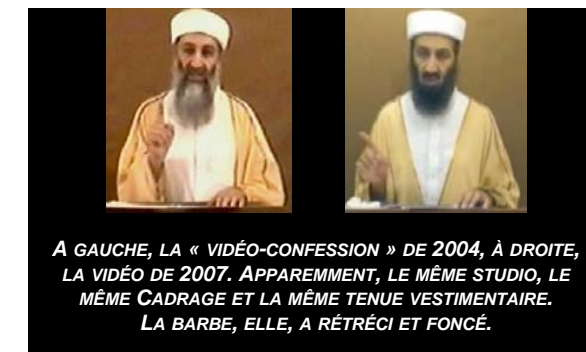 A GAUCHE, LA « VIDÉO-CONFESSION » DE 2004, À DROITE,
LA VIDÉO DE 2007. APPAREMMENT, LE MÊME STUDIO, LE
MÊME CADRAGE ET LA MÊME TENUE VESTIMENTAIRE.
LA BARBE, ELLE, A RÉTRÉCI ET FONCÉ.